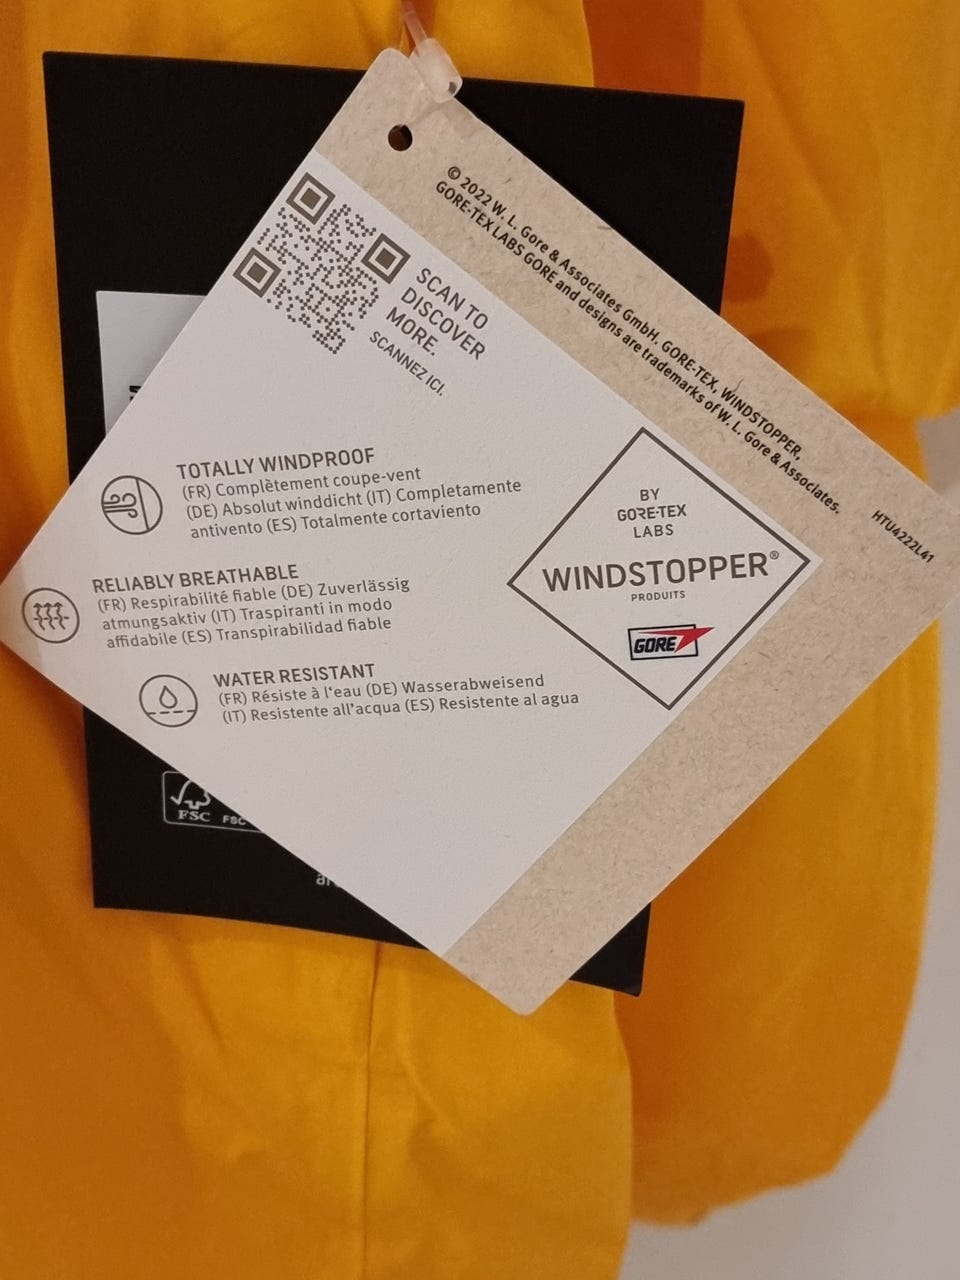 © 2022 W. L. Gore & Associates GmbH. GORE-TEX, WINDSTOPPER,
GORE-TEX LABS GORE and designs are trademarks of W. L. Gore & Associates.
HTU4222L41
SCAN TO
DISCOVER
MORE.
SCANNEZ ICI.
TOTALLY WINDPROOF
(FR) Complètement coupe-vent
(DE) Absolut winddicht (IT) Completamente
antivento (ES) Totalmente cortaviento
RELIABLY BREATHABLE
(FR) Respirabilité fiable (DE) Zuverlässig
atmungsaktiv (IT) Traspiranti in modo
affidabile (ES) Transpirabilidad fiable
WATER RESISTANT
(FR) Résiste à l'eau (DE) Wasserabweisend
(IT) Resistente all'acqua (ES) Resistente al agua
BY
GORE-TEX
LABS
WINDSTOPPER®
PRODUITS
GORE
FSC
FSC